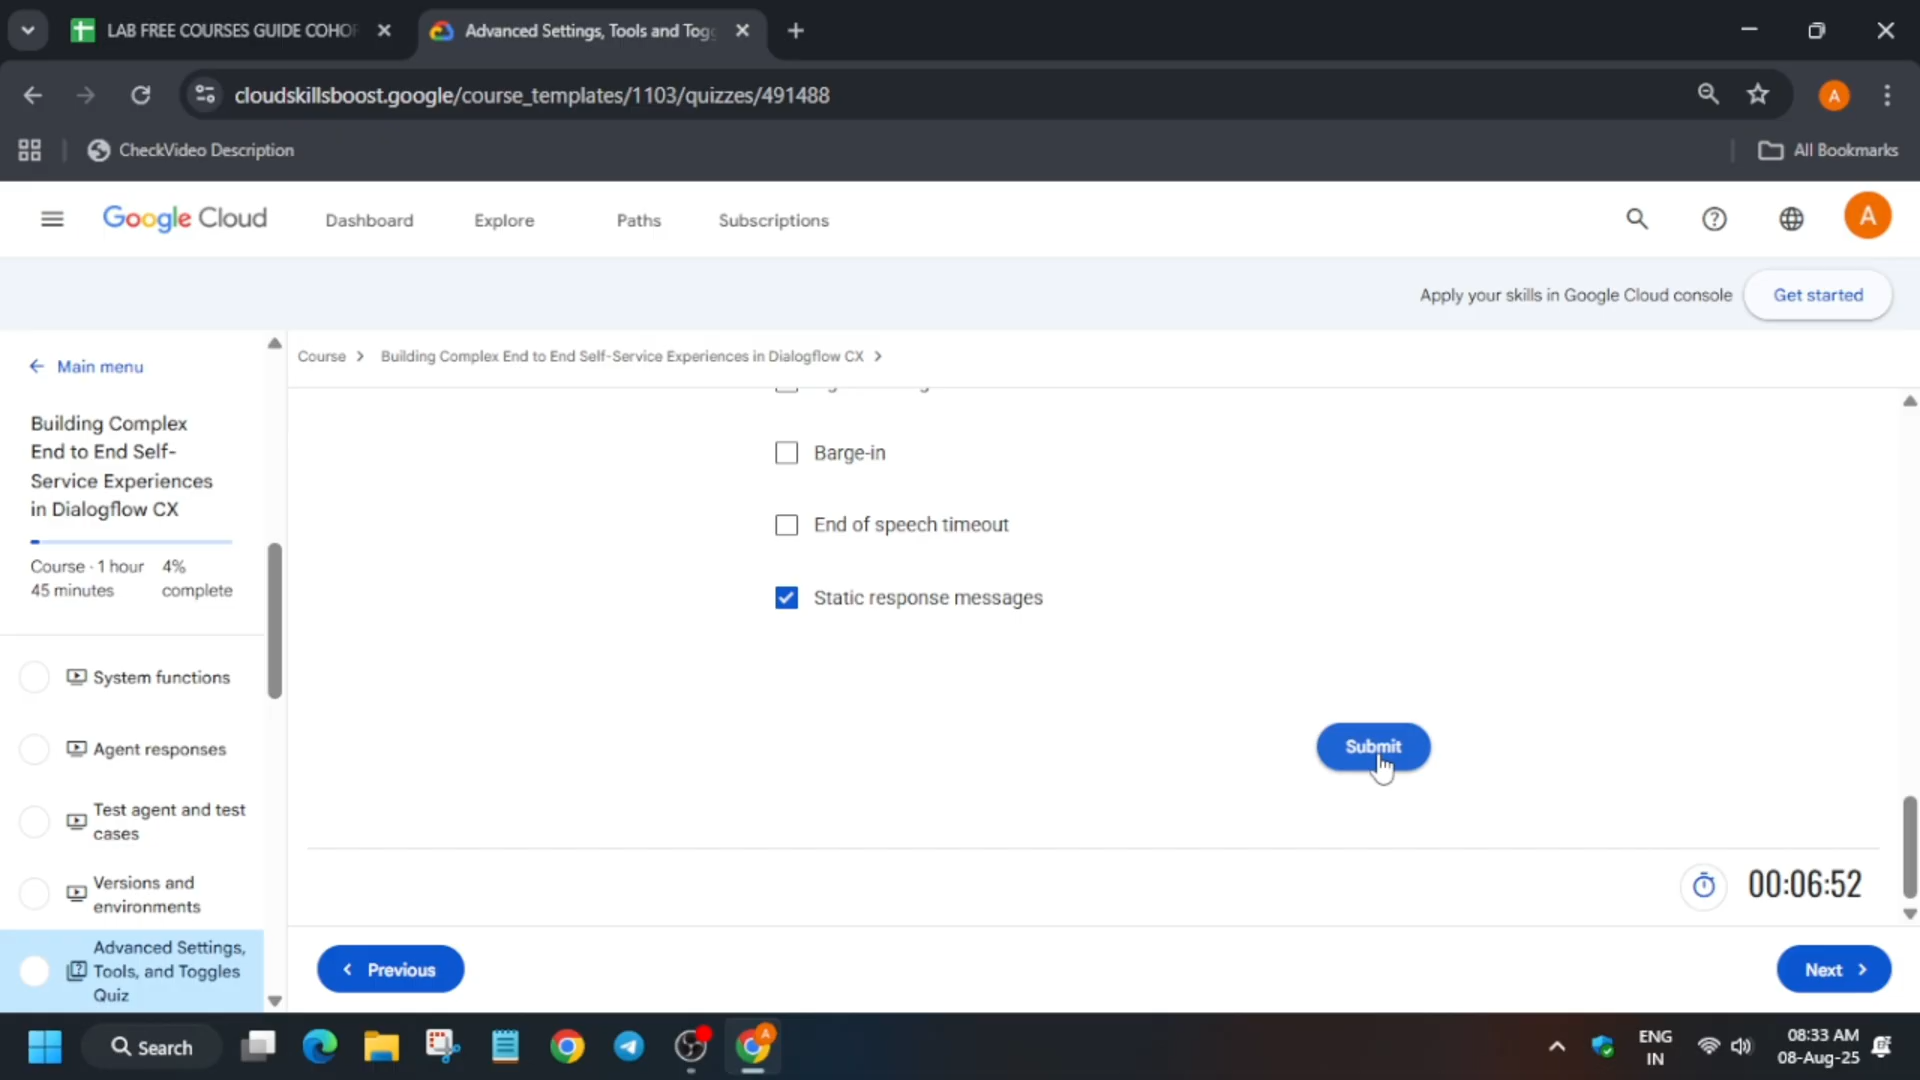 LAB FREE COURSES GUIDE COHOR
Advanced Settings, Tools and Togg
cloudskillsboost.google/course_templates/1103/quizzes/491488
CheckVideo Description
All Bookmarks
A
Google Cloud
Dashboard
Explore
Paths
Subscriptions
A
Apply your skills in Google Cloud console
Get started
Main menu
Course
Building Complex End to End Self-Service Experiences in Dialogflow CX
Building Complex
End to End Self-
Service Experiences
in Dialogflow CX
Course · 1 hour
45 minutes
4%
complete
System functions
Agent responses
Test agent and test
cases
Versions and
environments
Advanced Settings,
Tools, and Toggles
Quiz
Barge-in
End of speech timeout
Static response messages
Submit
00:06:52
Previous
Next
Search
ENG
IN
08:33 AM
08-Aug-25